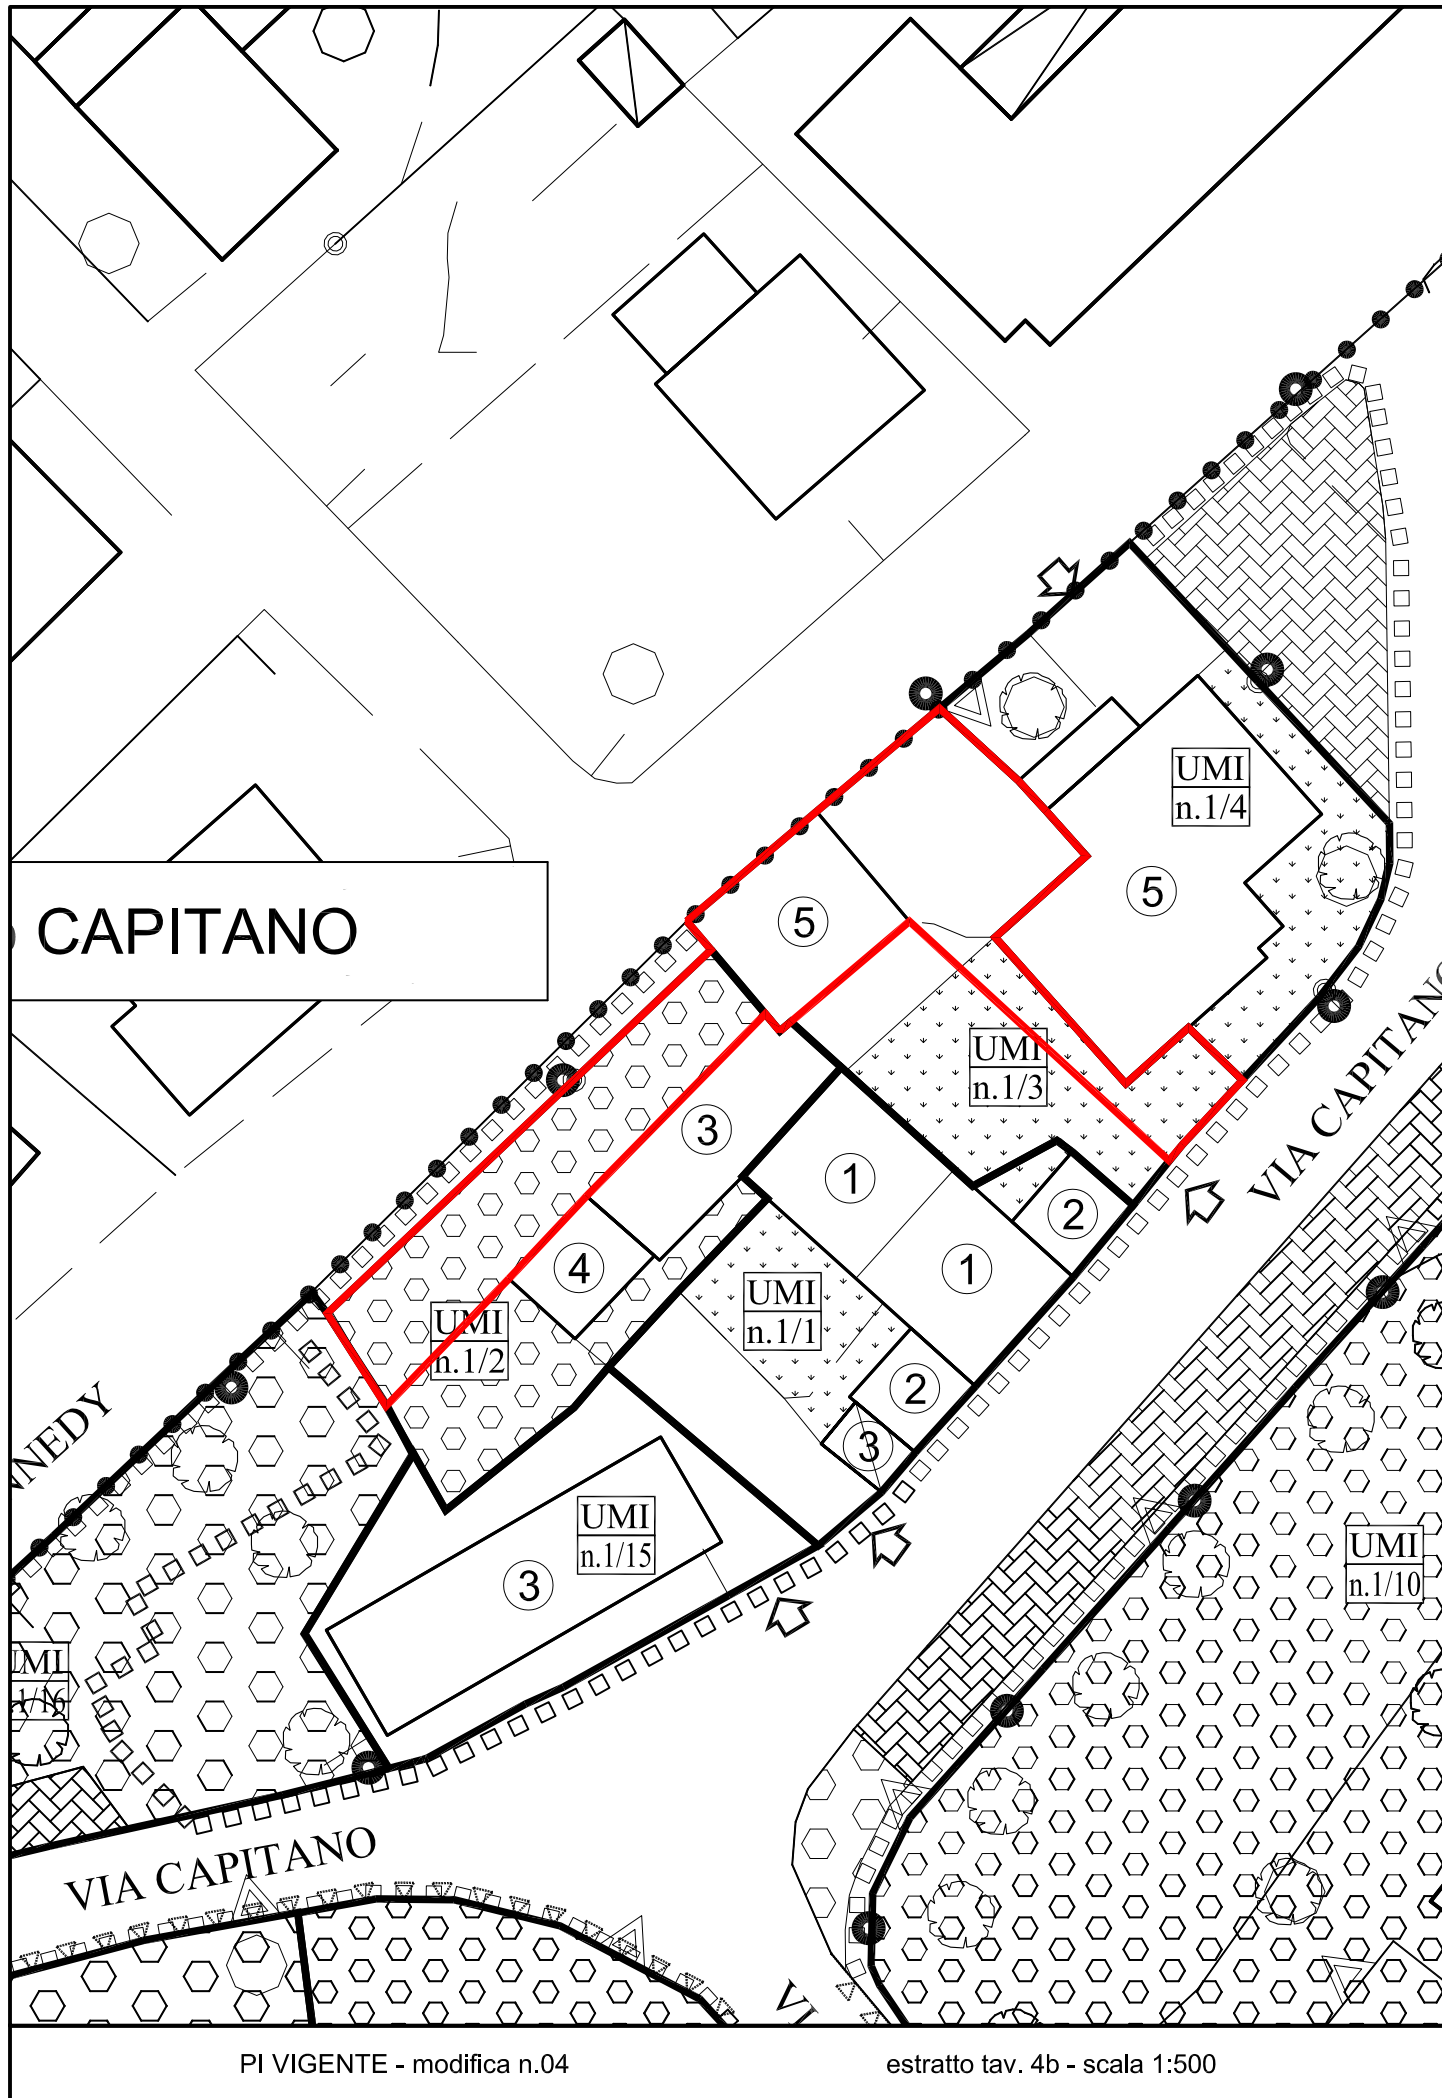 UMI
n.1/4
5
5
CAPITANO
VIA CAPITANO
UMI
n.1/3
3
1
2
4
1
UMI
n.1/1
UMI
n.1/2
2
3
UMI
n.1/15
3
UMI
n.1/10
VIA CAPITANO
PI VIGENTE - modifica n.04
estratto tav. 4b - scala 1:500